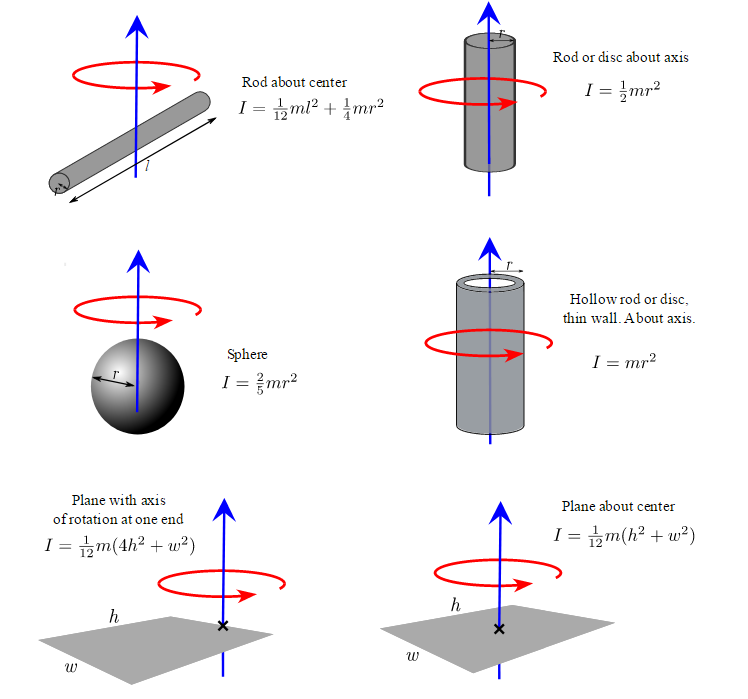 r
Rod about center
I = \frac{1}{12}ml^2 + \frac{1}{4}mr^2
l
r
Rod or disc about axis
I = \frac{1}{2}mr^2
r
Sphere
I = \frac{2}{5}mr^2
r
Hollow rod or disc,
thin wall. About axis.
I = mr^2
Plane with axis
of rotation at one end
I = \frac{1}{12}m(4h^2 + w^2)
h
w
Plane about center
I = \frac{1}{12}m(h^2 + w^2)
h
w